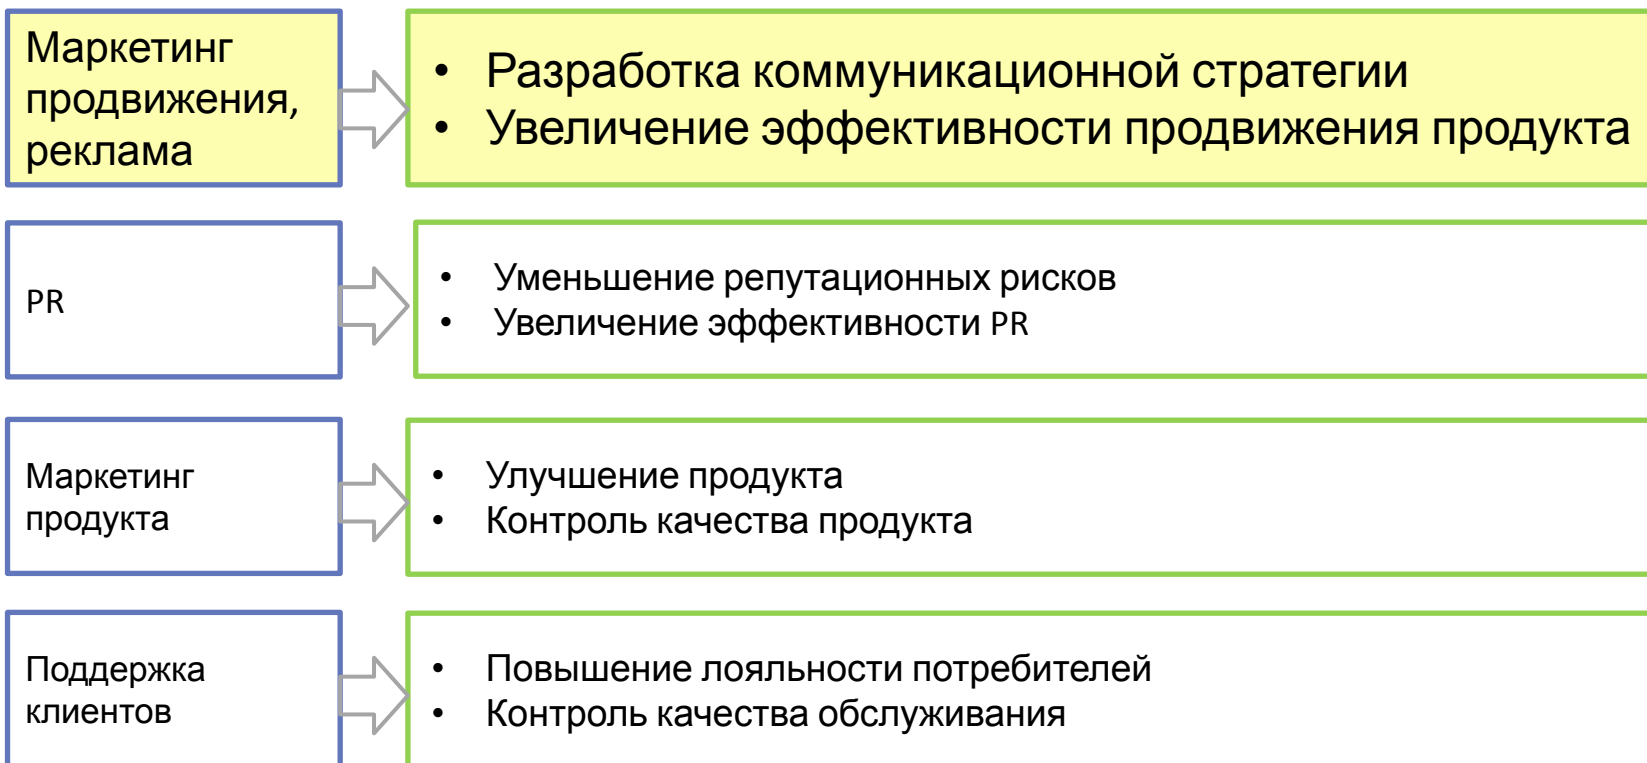 Маркетинг
продвижения,
реклама
• Разработка коммуникационной стратегии
• Увеличение эффективности продвижения продукта
PR
• Уменьшение репутационных рисков
• Увеличение эффективности PR
Маркетинг
продукта
• Улучшение продукта
• Контроль качества продукта
Поддержка
клиентов
• Повышение лояльности потребителей
• Контроль качества обслуживания